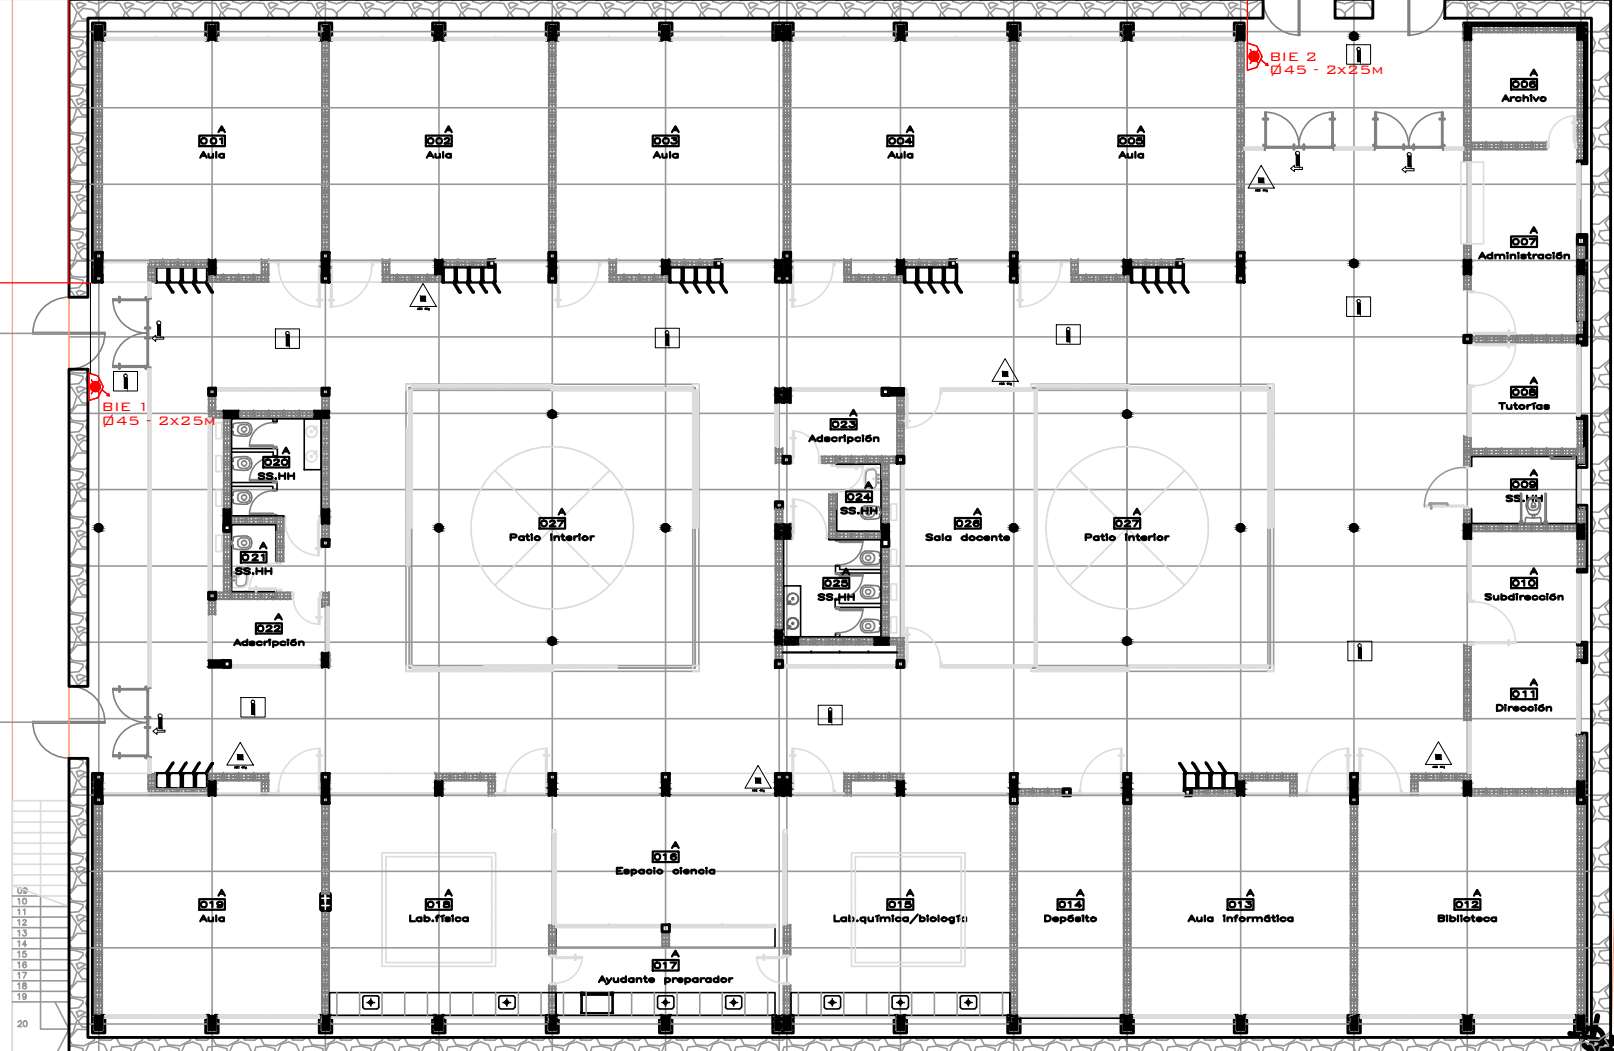 BIE 2
Ø45 - 2x25M
A
006
Archivo
A
001
Aula
A
002
Aula
A
003
Aula
A
004
Aula
A
005
Aula
A
007
Administración
A
008
Tutorías
BIE 1
Ø45 - 2x25M
A
023
Adscripción
A
020
SS.HH
A
024
SS.HH
A
009
SS.HH
A
027
Patio interior
A
026
Sala docente
A
027
Patio interior
A
021
SS.HH
A
025
SS.HH
A
010
Subdirección
A
022
Adscripción
A
011
Dirección
A
016
Espacio ciencia
A
019
Aula
A
018
Lab.física
A
015
Lab.química/biología
A
014
Depósito
A
013
Aula informática
A
012
Biblioteca
A
017
Ayudante preparador
09
10
11
12
13
14
15
16
17
18
19
20